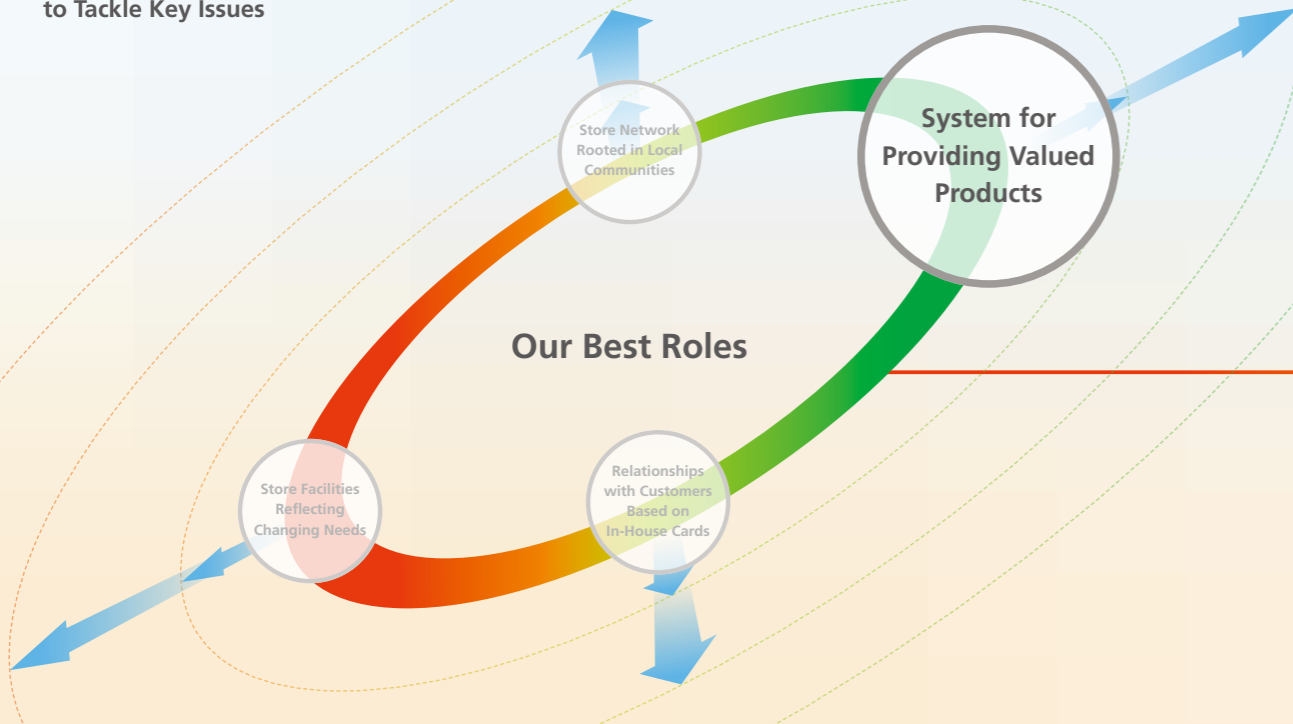 to Tackle Key Issues
Store Network
Rooted in Local
Communities
System for
Providing Valued
Products
Our Best Roles
Store Facilities
Reflecting
Changing Needs
Relationships
with Customers
Based on
In-House Cards